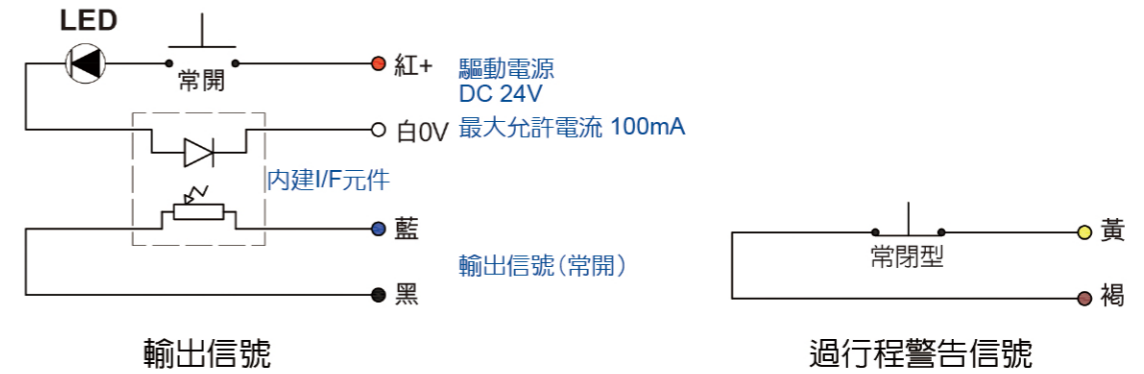 LED
常開
紅+
驅動電源
DC 24V
白0V
最大允許電流 100mA
内建I/F元件
藍
輸出信號(常開)
黑
輸出信號
常閉型
黃
褐
過行程警告信號